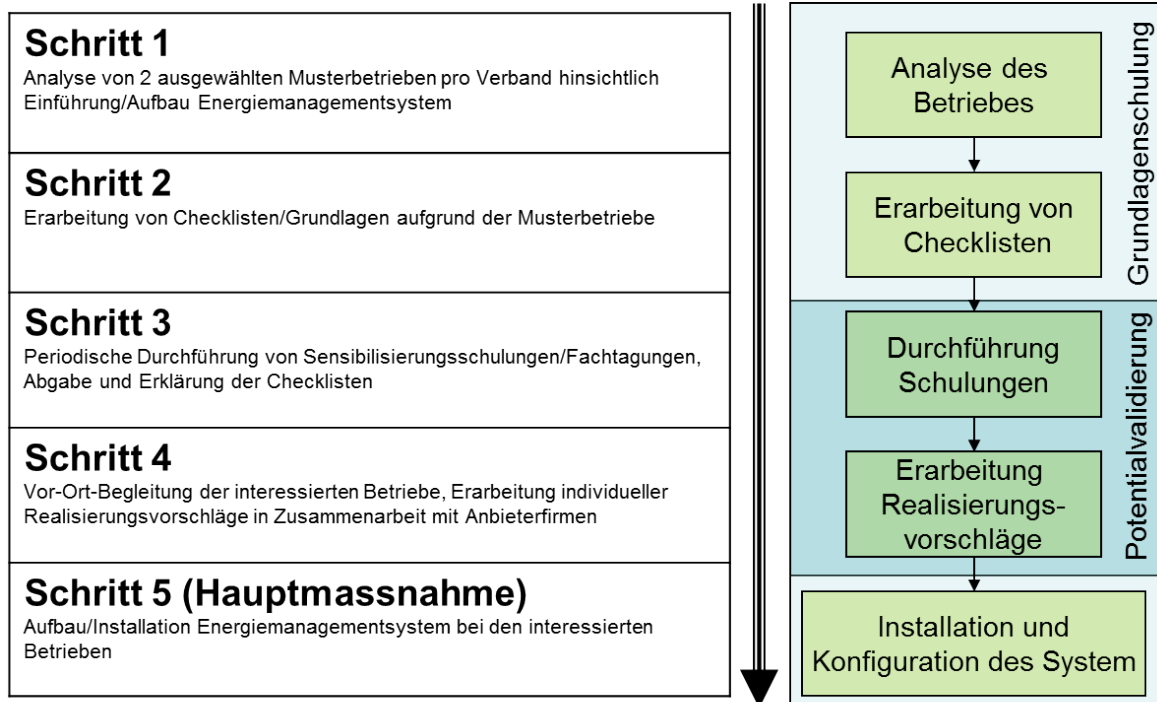 Schritt 1
Analyse von 2 ausgewählten Musterbetrieben pro Verband hinsichtlich
Einführung/Aufbau Energiemanagementsystem
Schritt 2
Erarbeitung von Checklisten/Grundlagen aufgrund der Musterbetriebe
Schritt 3
Periodische Durchführung von Sensibilisierungsschulungen/Fachtagungen,
Abgabe und Erklärung der Checklisten
Schritt 4
Vor-Ort-Begleitung der interessierten Betriebe, Erarbeitung individueller
Realisierungsvorschläge in Zusammenarbeit mit Anbieterfirmen
Schritt 5 (Hauptmassnahme)
Aufbau/Installation Energiemanagementsystem bei den interessierten
Betrieben
Analyse des
Betriebes
Erarbeitung von
Checklisten
Grundlagenschulung
Durchführung
Schulungen
Erarbeitung
Realisierungs-
vorschläge
Potentialvalidierung
Installation und
Konfiguration des System